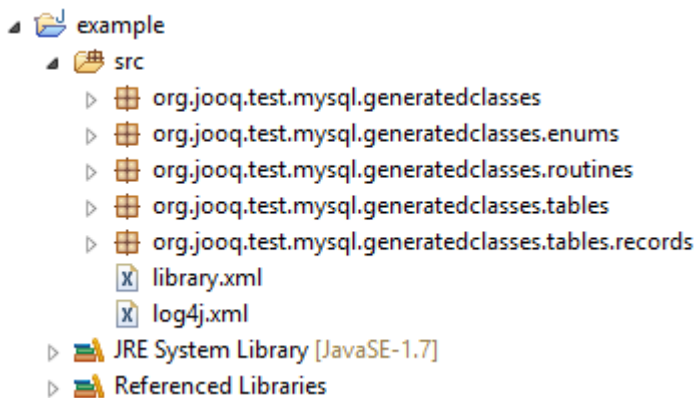 example
src
org.jooq.test.mysql.generatedclasses
org.jooq.test.mysql.generatedclasses.enums
org.jooq.test.mysql.generatedclasses.routines
org.jooq.test.mysql.generatedclasses.tables
org.jooq.test.mysql.generatedclasses.tables.records
library.xml
log4j.xml
JRE System Library [JavaSE-1.7]
Referenced Libraries